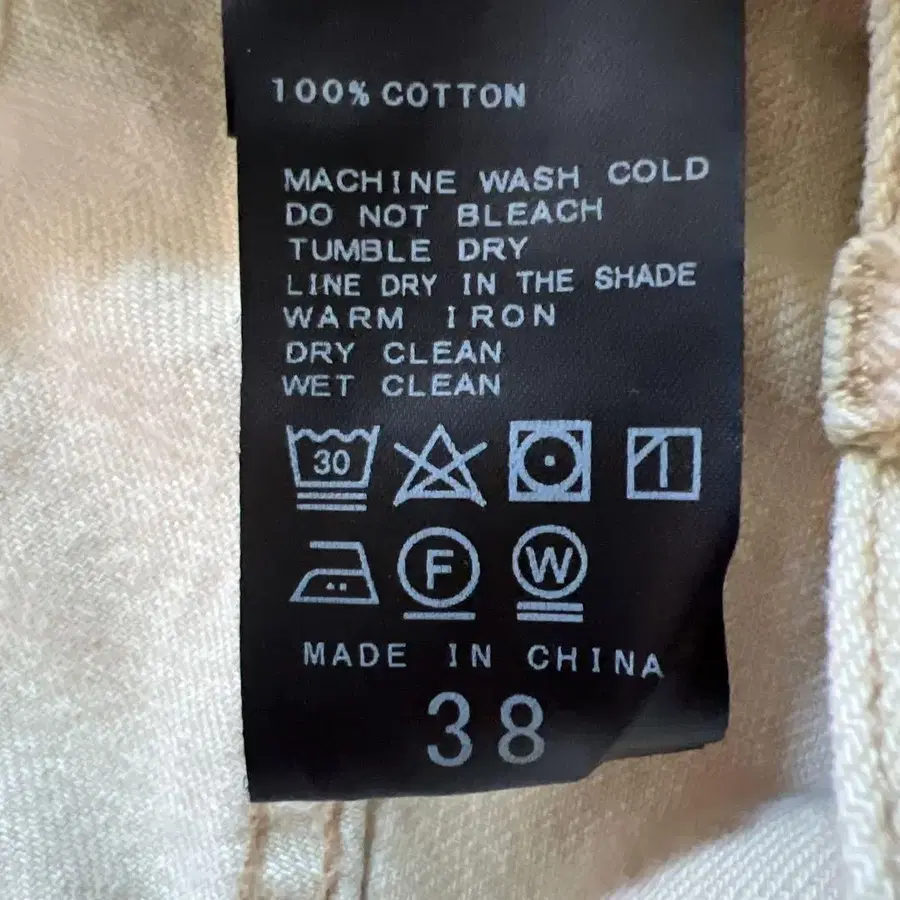 100% COTTON
MACHINE WASH COLD
DO NOT BLEACH
TUMBLE DRY
LINE DRY IN THE SHADE
WARM IRON
DRY CLEAN
WET CLEAN
30
F W
MADE IN CHINA
38